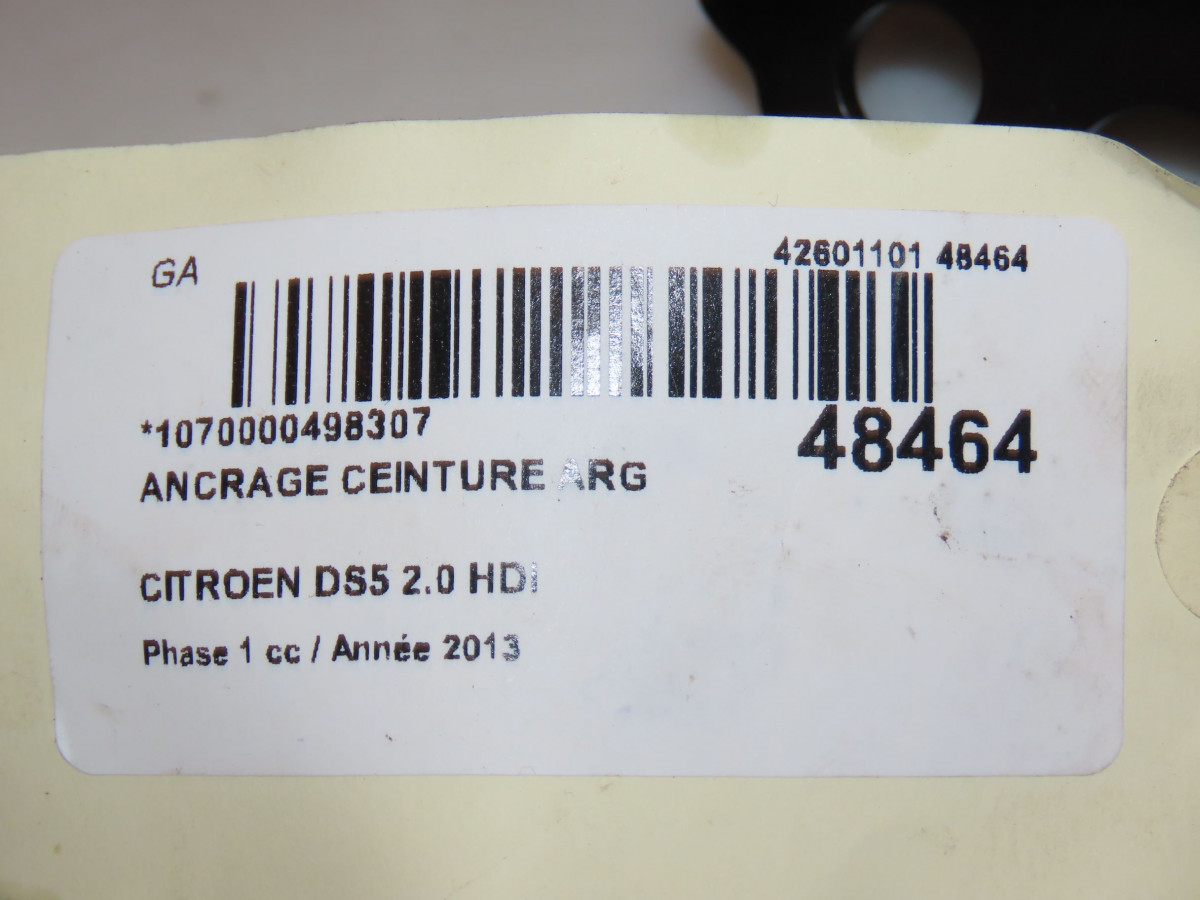 GA
42601101 48464
*1070000498307
48464
ANCRAGE CEINTURE ARG
CITROEN DS5 2.0 HDI
Phase 1 cc / Année 2013